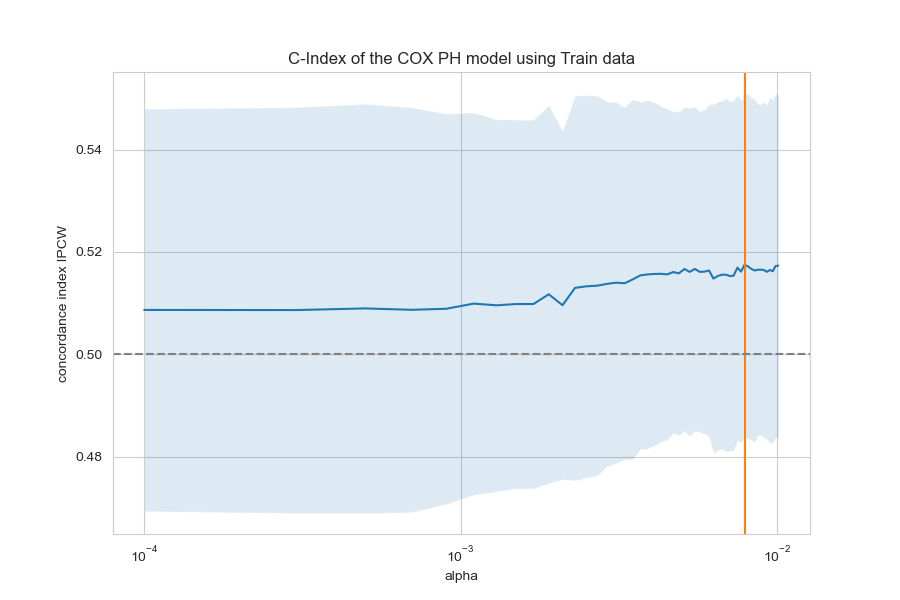 C-Index of the COX PH model using Train data
concordance index IPCW
0.54
0.52
0.50
0.48
10⁻⁴
10⁻³
10⁻²
alpha